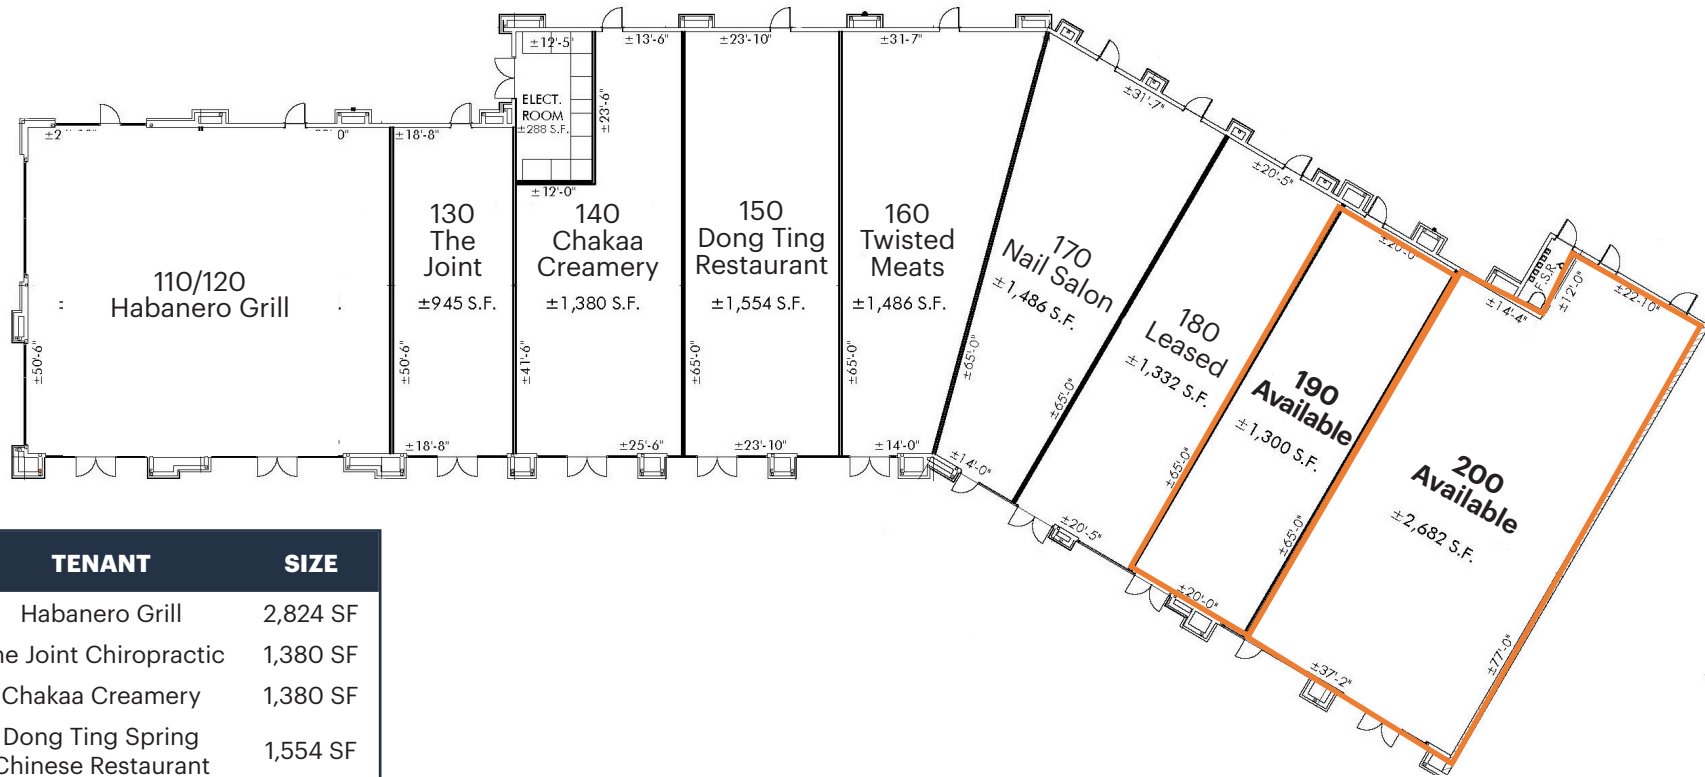 ±12'-5"
±13'-6"
±23'-10"
±31'-7"
ELECT.
ROOM
±288 S.F.
±23'-6"
±12'-0"
±18'-8"
110/120
Habanero Grill
±50'-6"
130
The
Joint
±945 S.F.
±50'-6"
±18'-8"
140
Chakaa
Creamery
±1,380 S.F.
±41'-6"
±25'-6"
150
Dong Ting
Restaurant
±1,554 S.F.
±65'-0"
±23'-10"
160
Twisted
Meats
±1,486 S.F.
±65'-0"
±14'-0"
±31'-7"
170
Nail Salon
±1,486 S.F.
±65'-0"
±14'-0"
±20'-5"
180
Leased
±1,332 S.F.
±65'-0"
±20'-5"
190
Available
±1,300 S.F.
±65'-0"
±20'-0"
F.S.R.
±14'-4"
±12'-0"
±22'-10"
200
Available
±2,682 S.F.
±65'-0"
±37'-2"
±77'-0"
TENANT SIZE
Habanero Grill 2,824 SF
Joint Chiropractic 1,380 SF
Chakaa Creamery 1,380 SF
Dong Ting Spring
Chinese Restaurant 1,554 SF